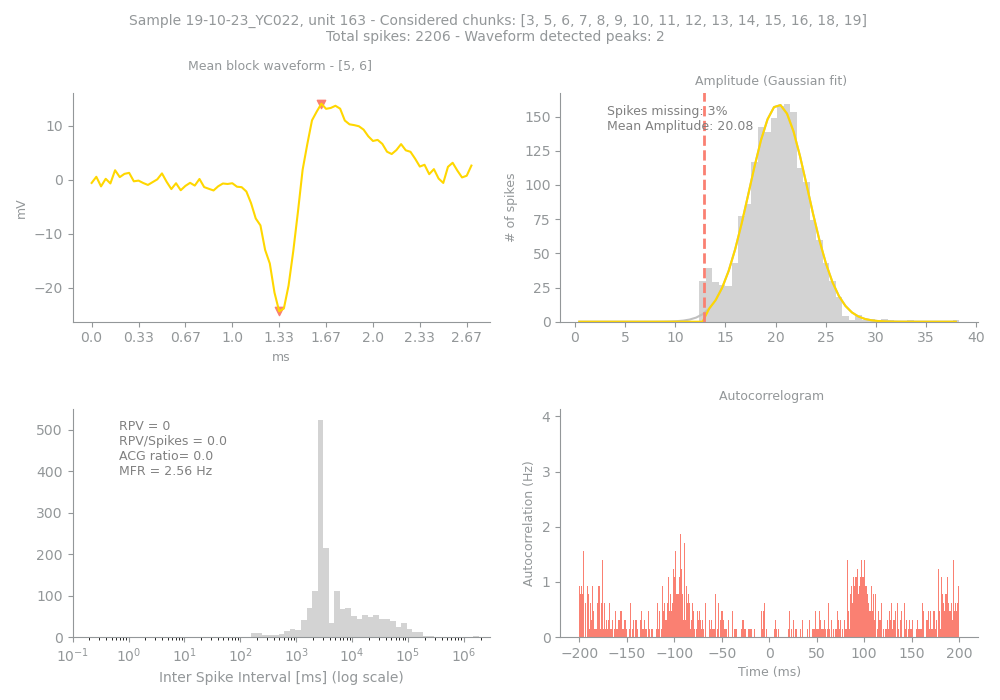 Sample 19-10-23_YC022, unit 163 - Considered chunks: [3, 5, 6, 7, 8, 9, 10, 11, 12, 13, 14, 15, 16, 18, 19]
Total spikes: 2206 - Waveform detected peaks: 2
Mean block waveform - [5, 6]
mV
10
0
−10
−20
0.0 0.33 0.67 1.0 1.33 1.67 2.0 2.33 2.67
ms
Amplitude (Gaussian fit)
Spikes missing: 3%
Mean Amplitude: 20.08
# of spikes
150
125
100
75
50
25
0
0 5 10 15 20 25 30 35 40
RPV = 0
RPV/Spikes = 0.0
ACG ratio= 0.0
MFR = 2.56 Hz
500
400
300
200
100
0
10⁻¹ 10⁰ 10¹ 10² 10³ 10⁴ 10⁵ 10⁶
Inter Spike Interval [ms] (log scale)
Autocorrelogram
Autocorrelation (Hz)
4
3
2
1
0
−200 −150 −100 −50 0 50 100 150 200
Time (ms)